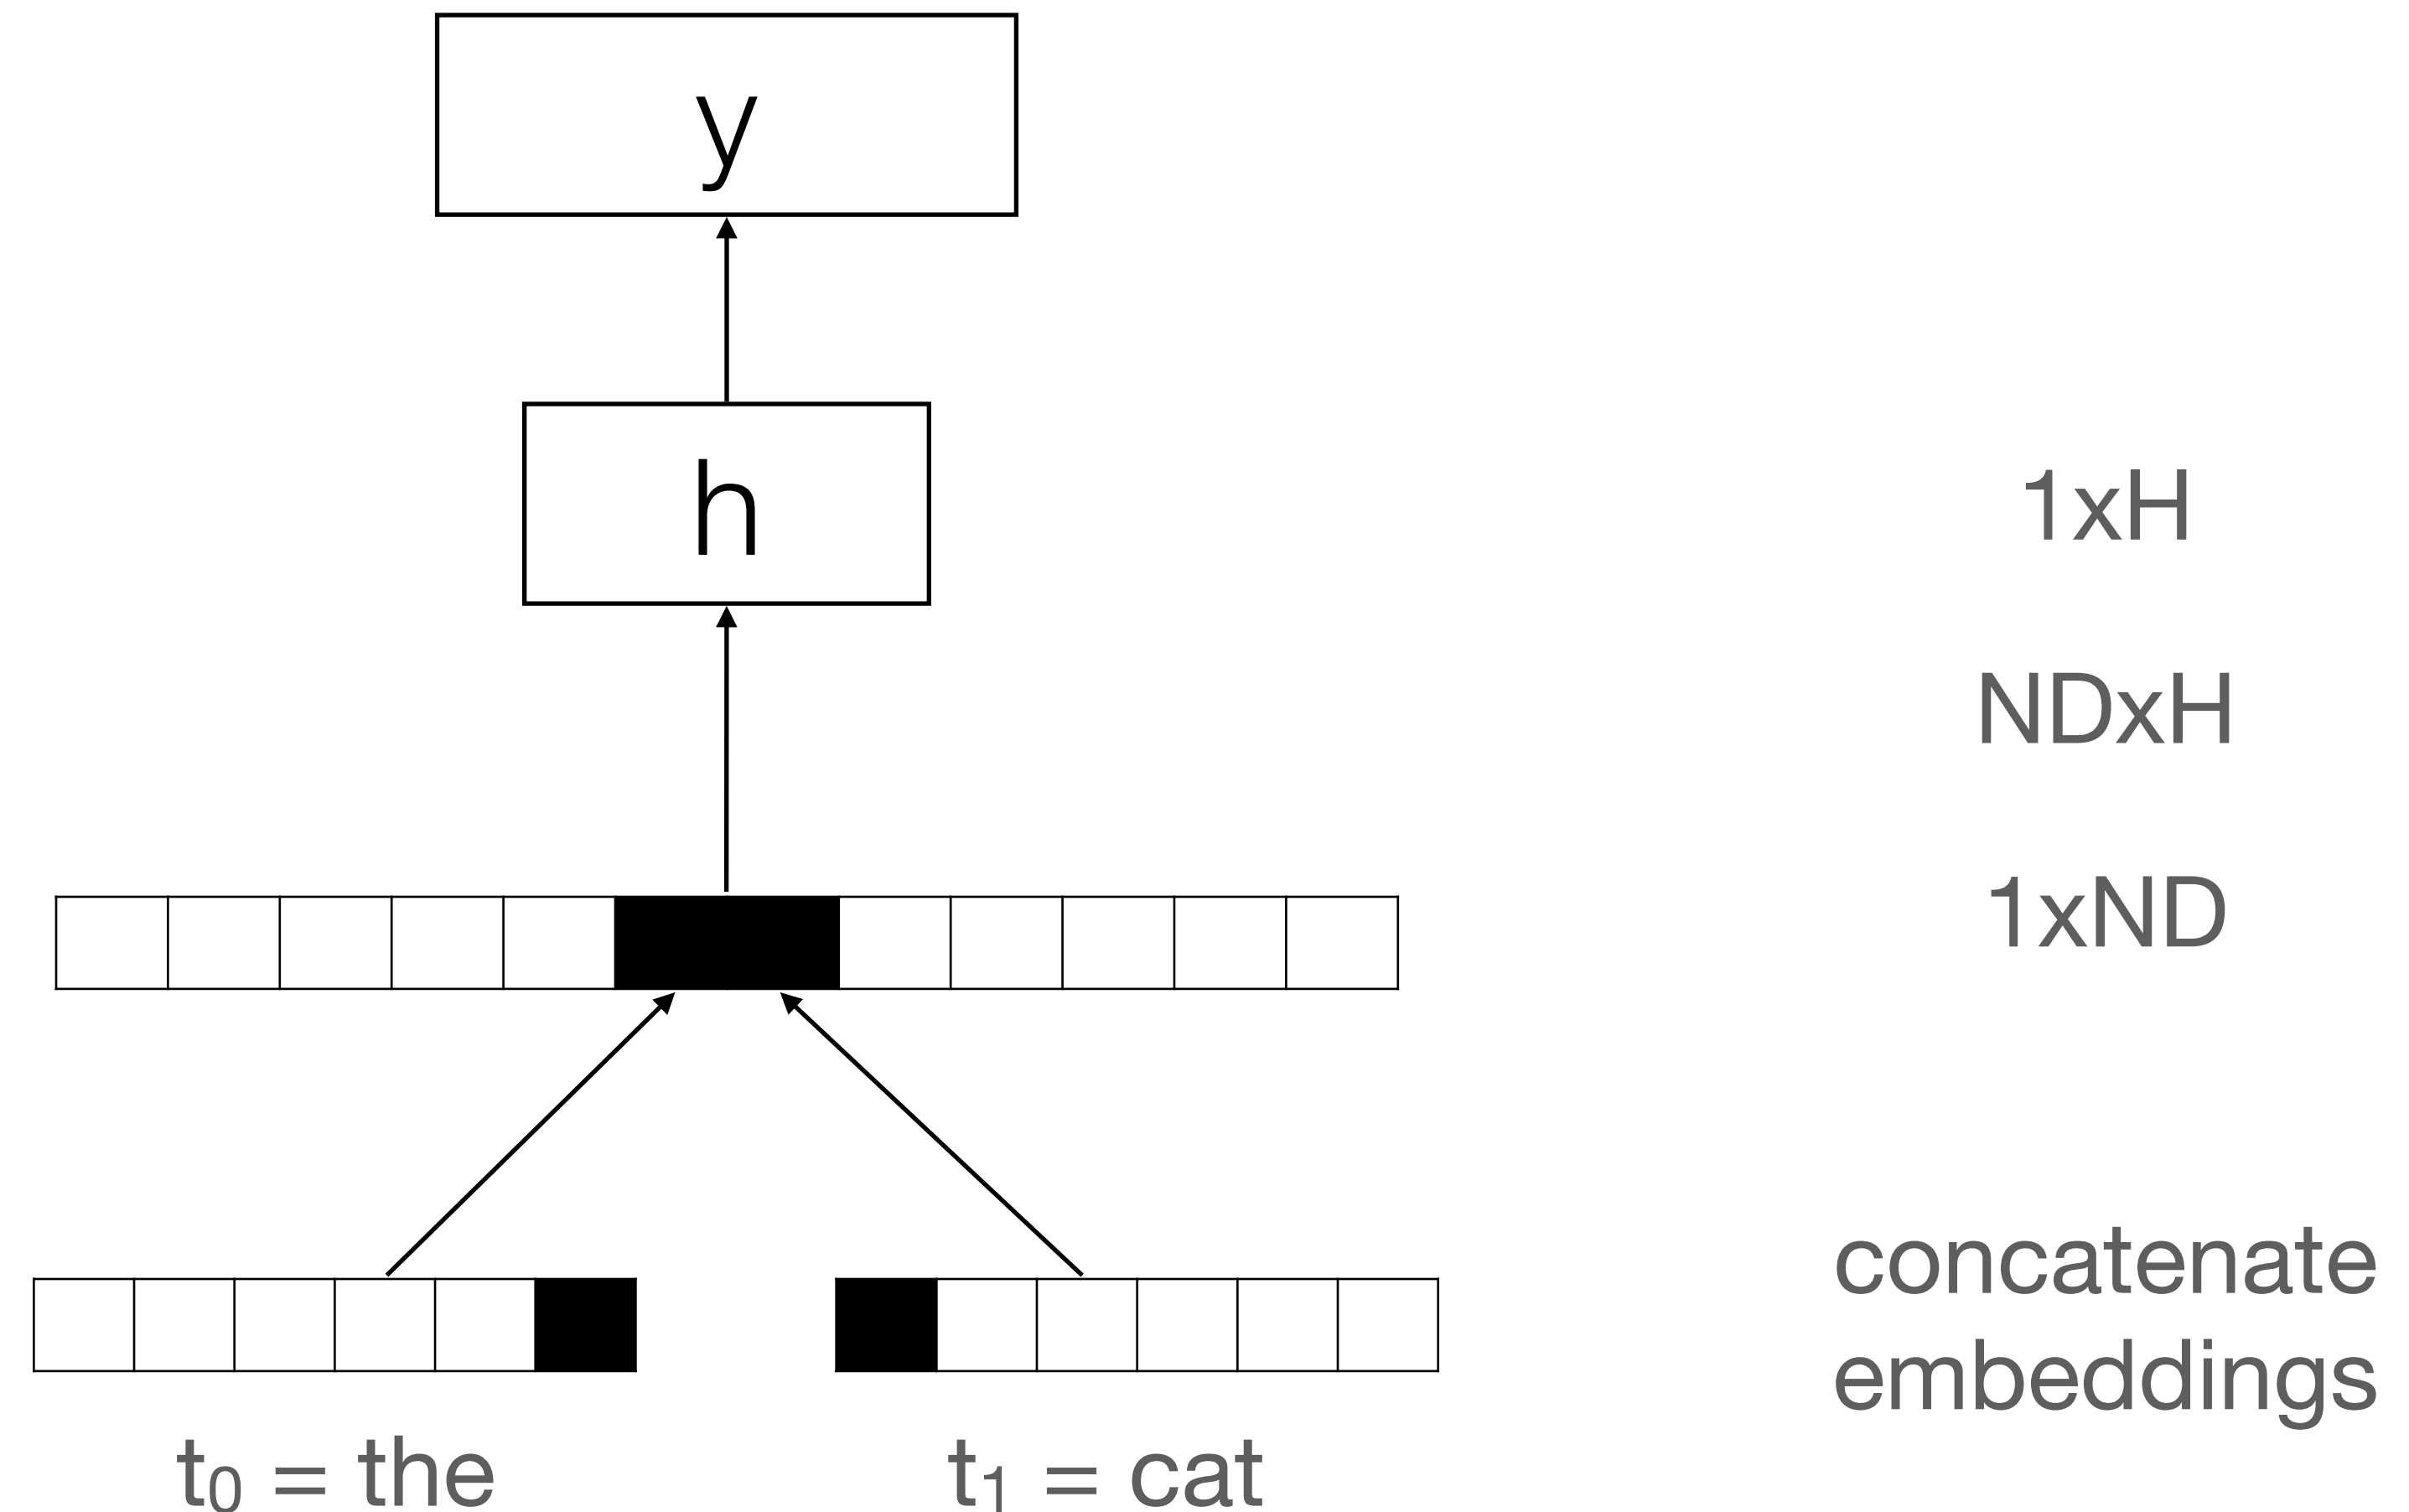 y
h
1xH
NDxH
1xND
concatenate
embeddings
t₀ = the
t₁ = cat